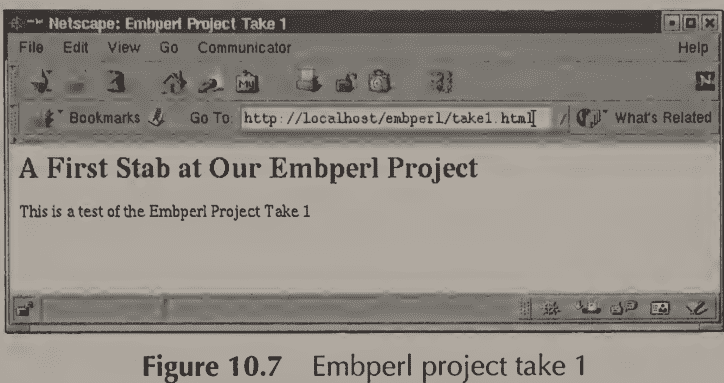 Netscape: Embperl Project Take 1
File Edit View Go Communicator Help
My N
Bookmarks Go To: http://localhost/embperl/take1.html What's Related
A First Stab at Our Embperl Project
This is a test of the Embperl Project Take 1
Figure 10.7 Embperl project take 1